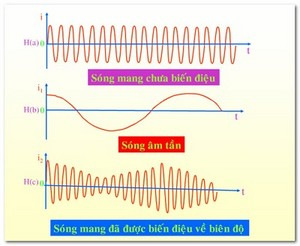 i
H(a) 0
t
Sóng mang chưa biến điệu
i₁
H(b) 0
t
Sóng âm tần
i₂
H(c) 0
t
Sóng mang đã được biến điệu về biên độ